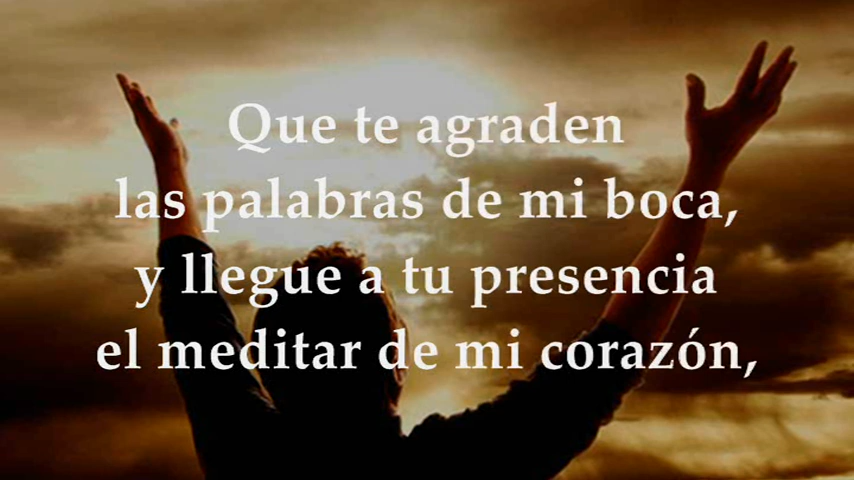 Que te agraden
las palabras de mi boca,
y llegue a tu presencia
el meditar de mi corazón,